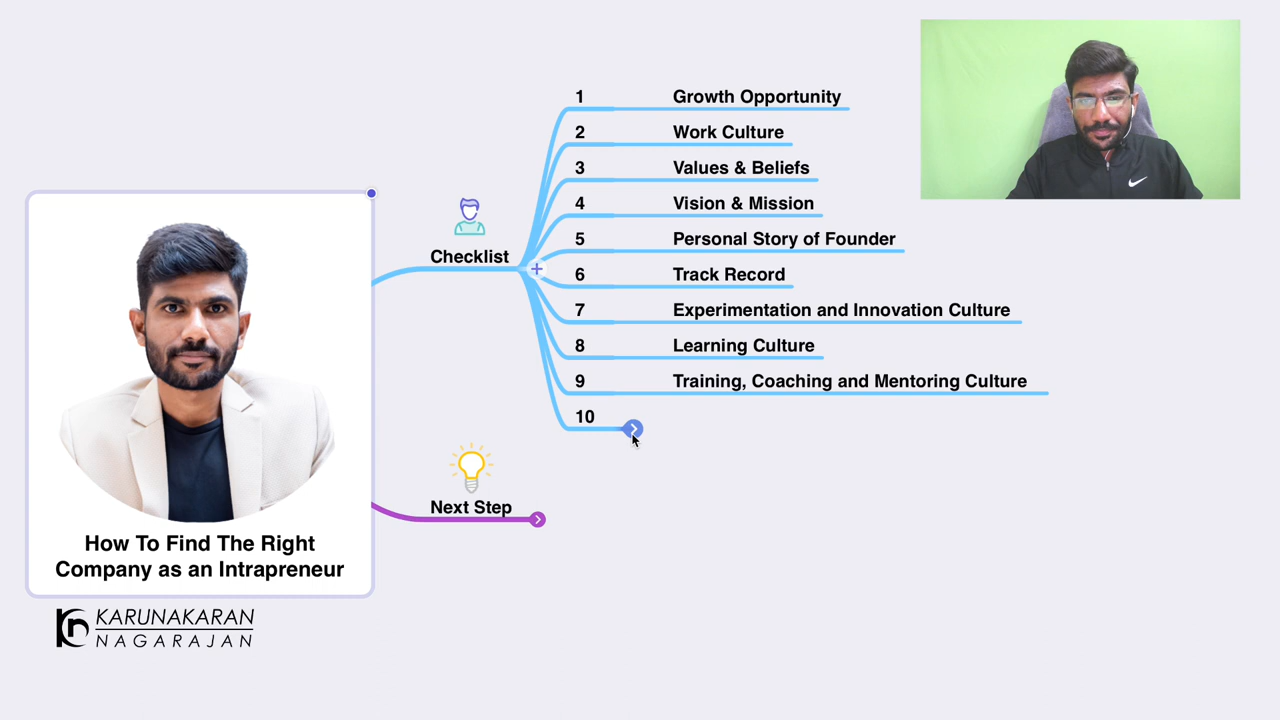 1 Growth Opportunity
2 Work Culture
3 Values & Beliefs
4 Vision & Mission
5 Personal Story of Founder
6 Track Record
7 Experimentation and Innovation Culture
8 Learning Culture
9 Training, Coaching and Mentoring Culture
10
Checklist
Next Step
How To Find The Right
Company as an Intrapreneur
KARUNAKARAN
NAGARAJAN